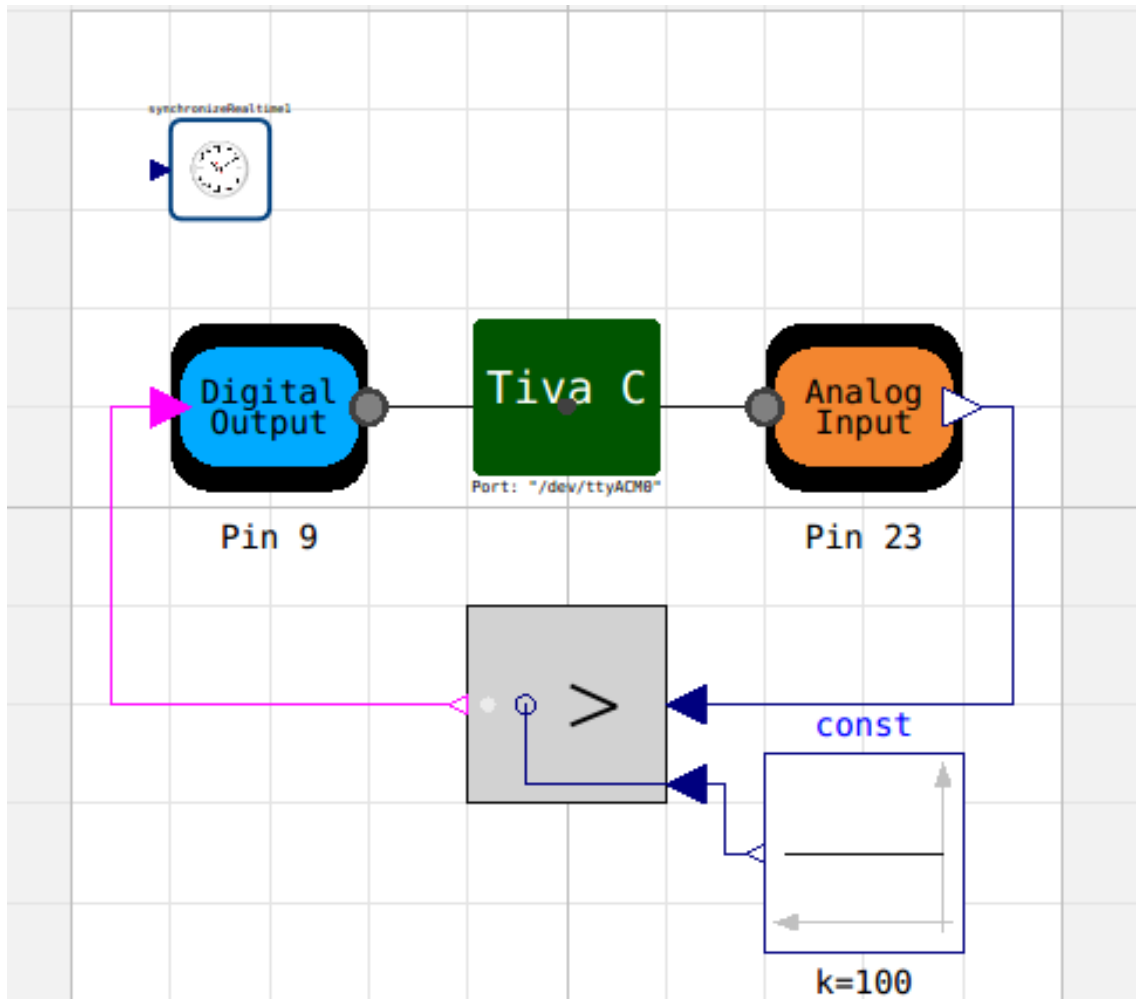 synchronizeRealtime1
Digital
Output
Tiva C
Analog
Input
Port: "/dev/ttyACM0"
Pin 9
Pin 23
>
const
k=100